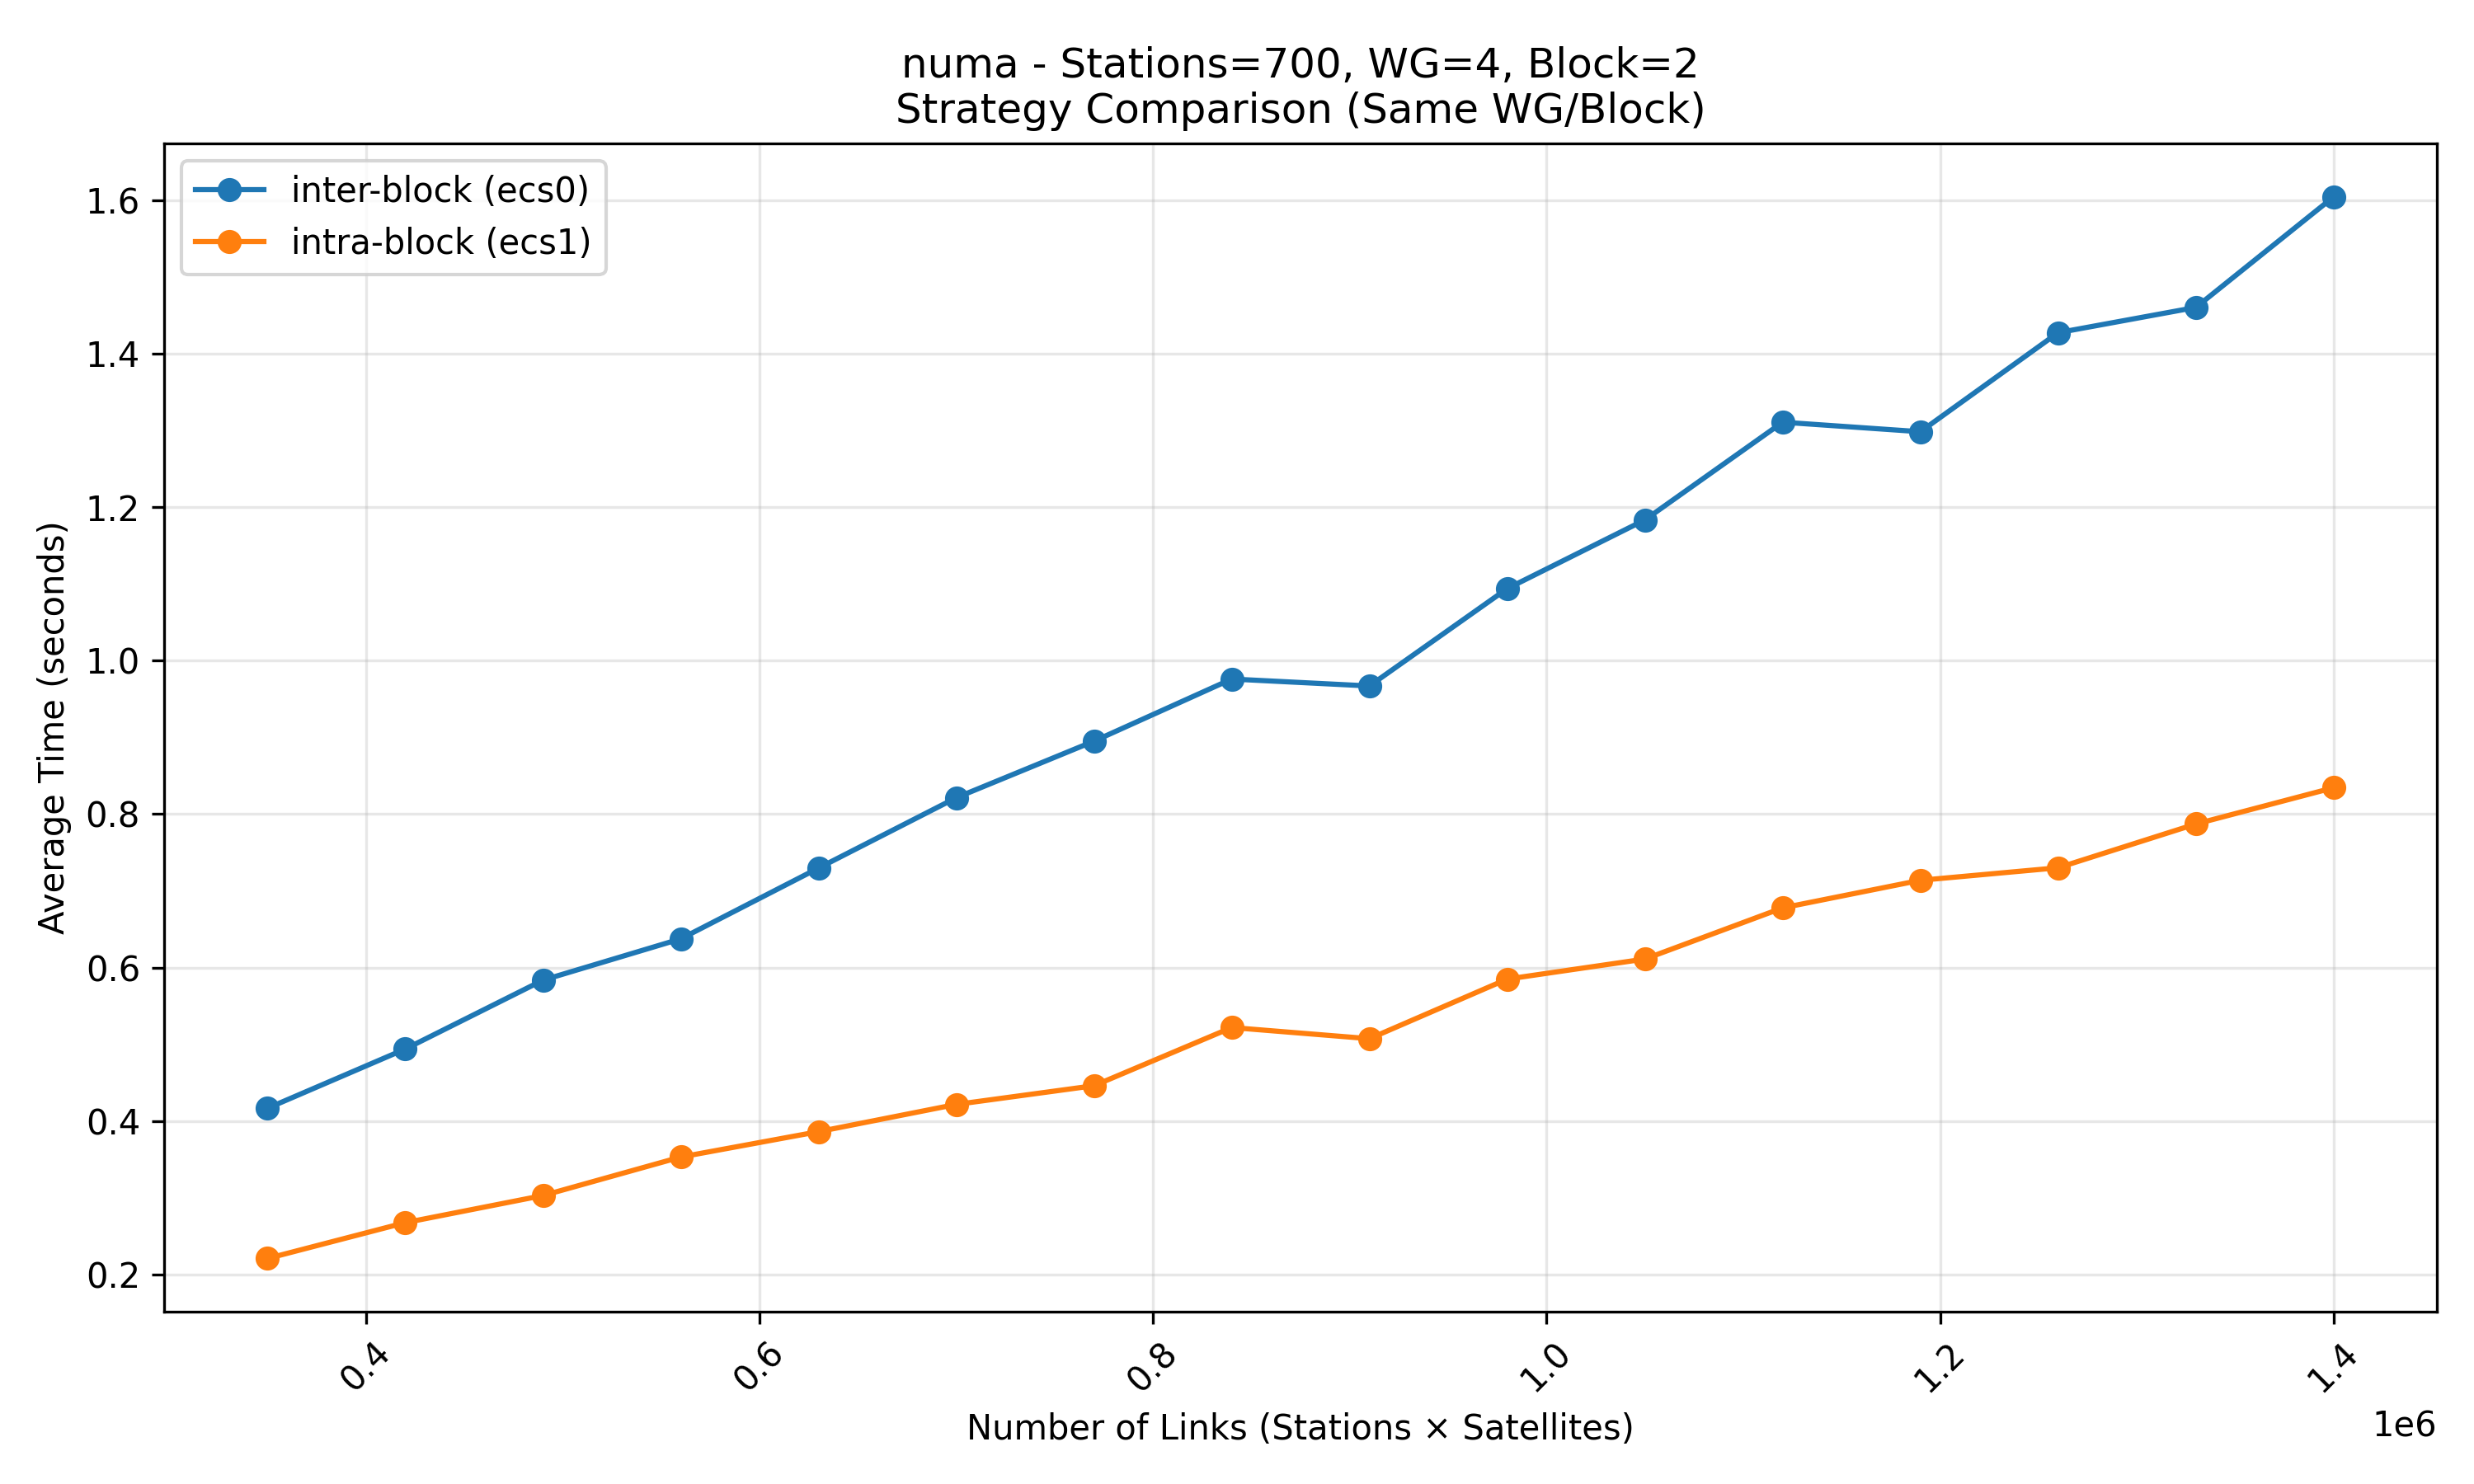 numa - Stations=700, WG=4, Block=2
Strategy Comparison (Same WG/Block)
inter-block (ecs0)
intra-block (ecs1)
Average Time (seconds)
1.6
1.4
1.2
1.0
0.8
0.6
0.4
0.2
0.4
0.6
0.8
1.0
1.2
1.4
1e6
Number of Links (Stations × Satellites)